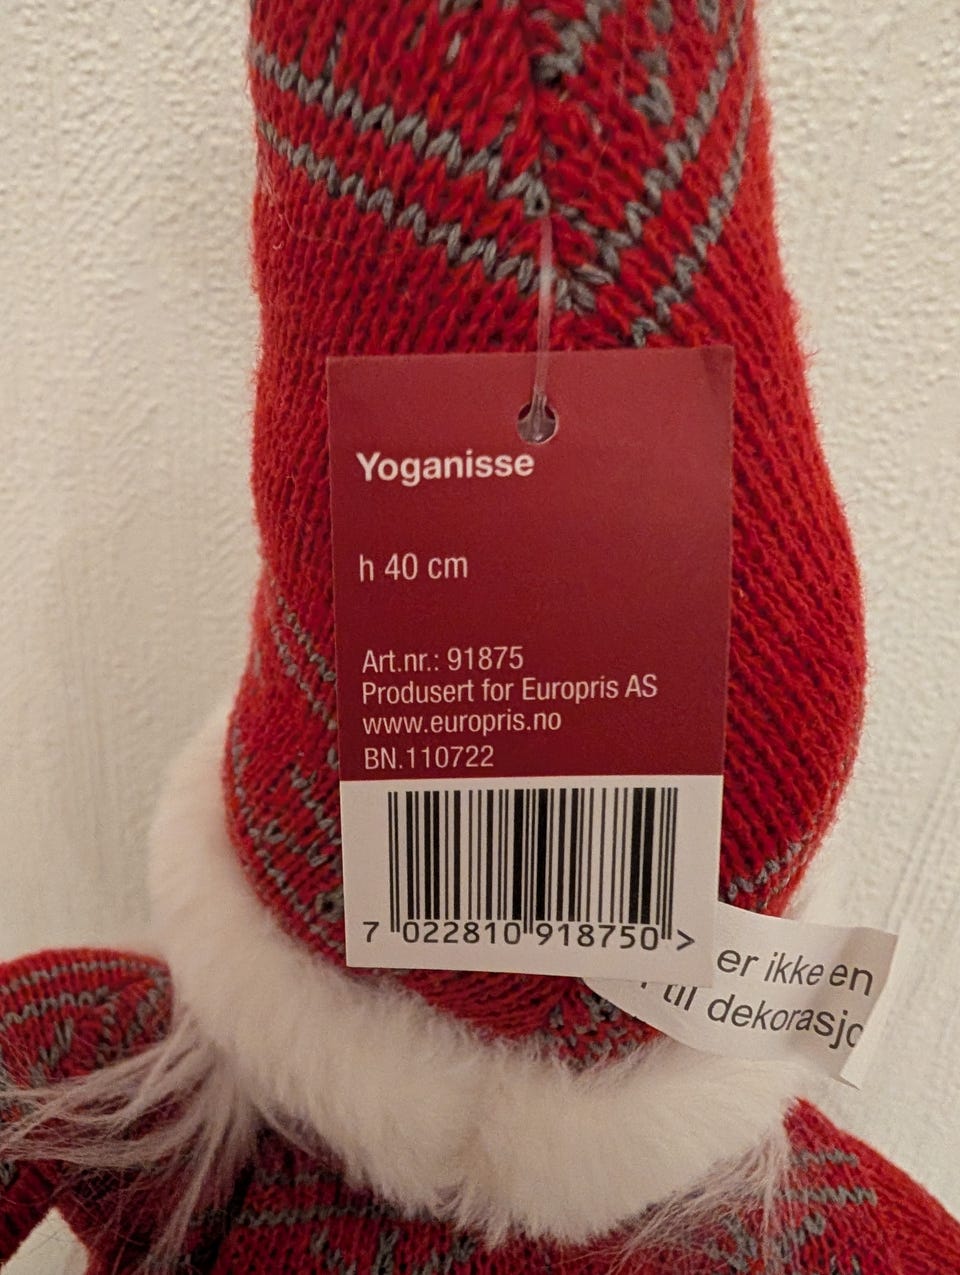 Yoganisse
h 40 cm
Art.nr.: 91875
Produsert for Europris AS
www.europris.no
BN.110722
7 022810 918750 >
er ikke en
til dekorasjo